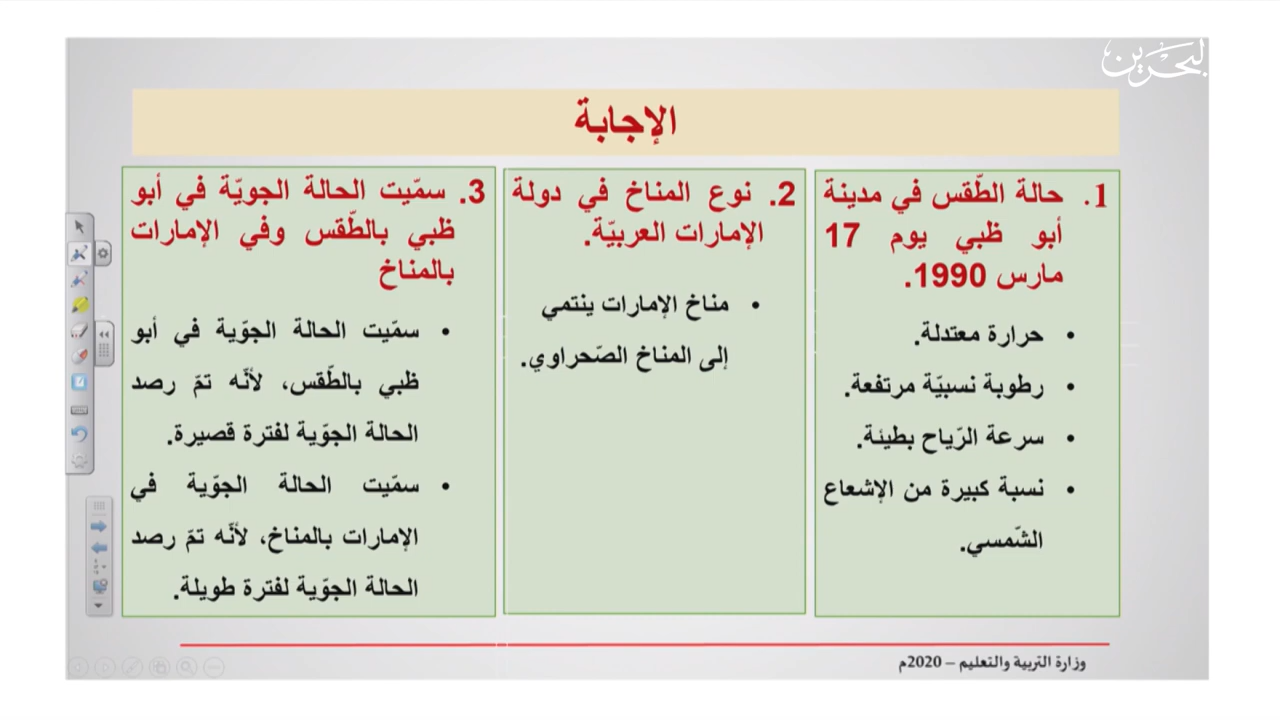 البحرين
الإجابة
1. حالة الطّقس في مدينة
أبو ظبي يوم 17
مارس 1990.
• حرارة معتدلة.
• رطوبة نسبيّة مرتفعة.
• سرعة الرّياح بطيئة.
• نسبة كبيرة من الإشعاع
الشّمسي.
2. نوع المناخ في دولة
الإمارات العربيّة.
• مناخ الإمارات ينتمي
إلى المناخ الصّحراوي.
3. سمّيت الحالة الجويّة في أبو
ظبي بالطّقس وفي الإمارات
بالمناخ
• سمّيت الحالة الجوّية في أبو
ظبي بالطّقس، لأنّه تمّ رصد
الحالة الجوّية لفترة قصيرة.
• سمّيت الحالة الجوّية في
الإمارات بالمناخ، لأنّه تمّ رصد
الحالة الجوّية لفترة طويلة.
وزارة التربية والتعليم – 2020م